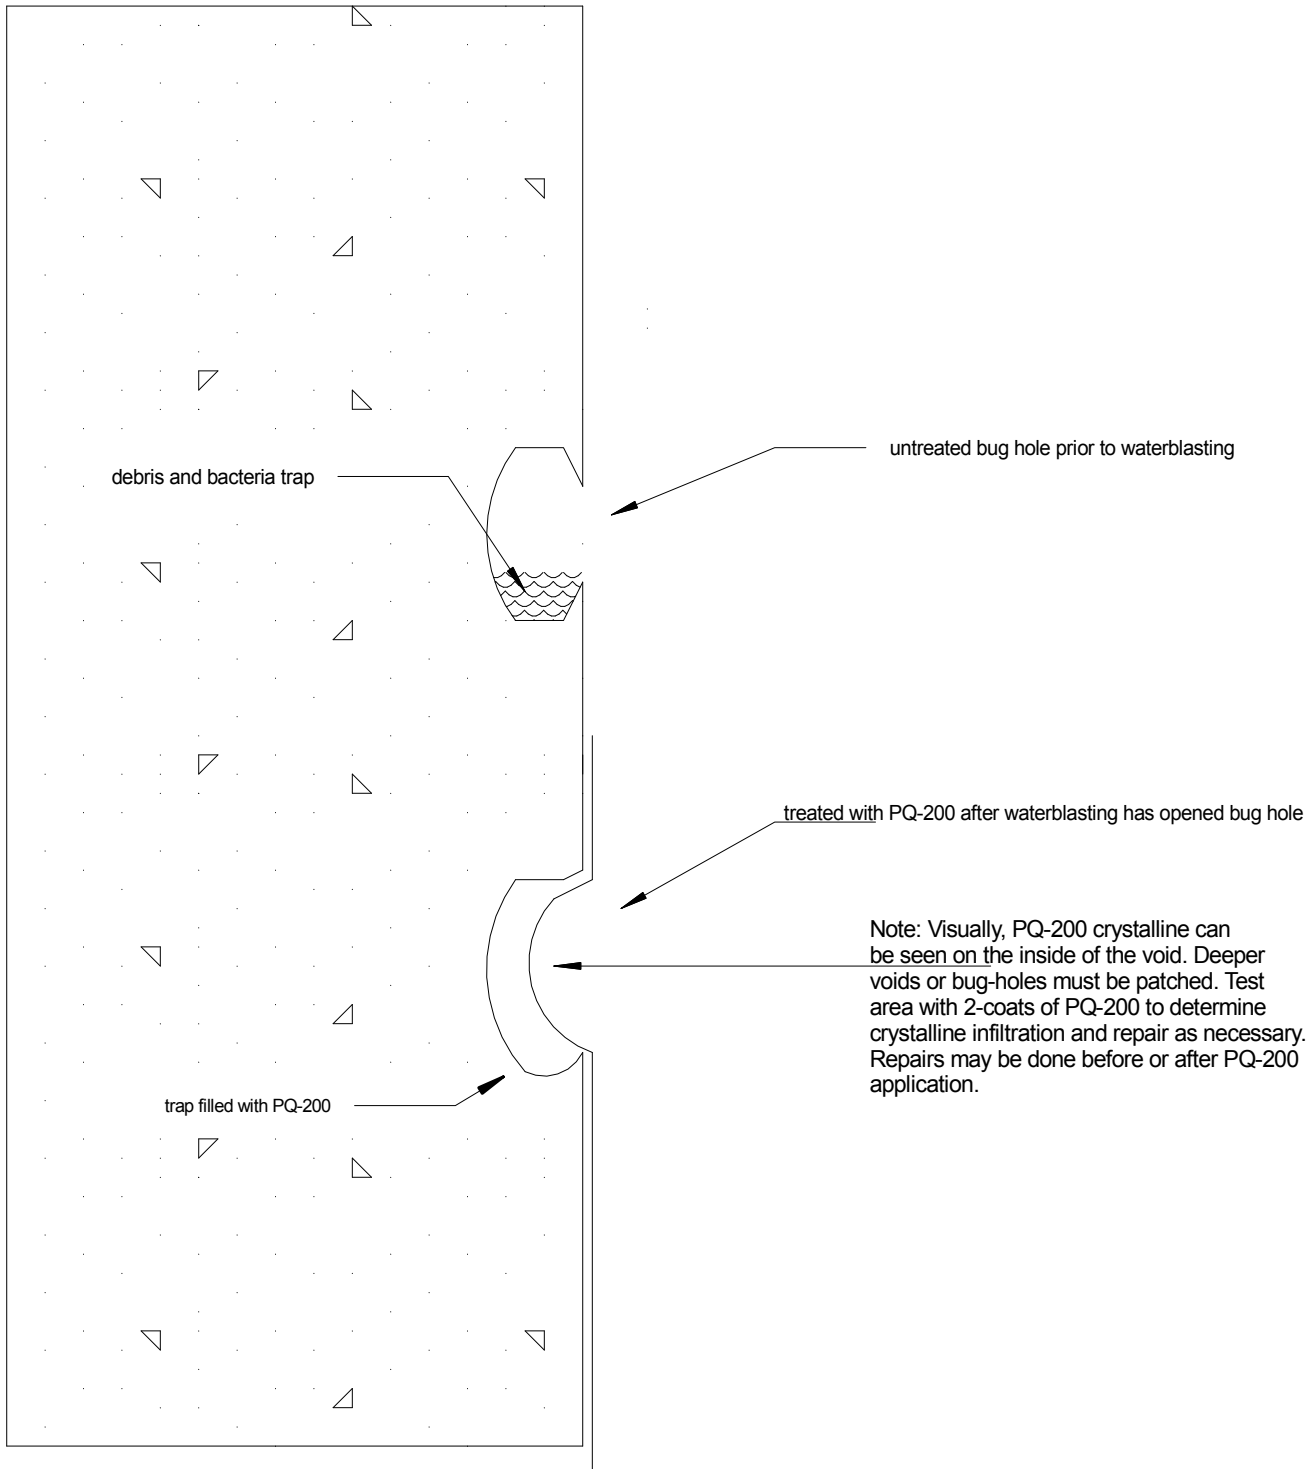 untreated bug hole prior to waterblasting
debris and bacteria trap
treated with PQ-200 after waterblasting has opened bug hole
Note: Visually, PQ-200 crystalline can
be seen on the inside of the void. Deeper
voids or bug-holes must be patched. Test
area with 2-coats of PQ-200 to determine
crystalline infiltration and repair as necessary.
Repairs may be done before or after PQ-200
application.
trap filled with PQ-200